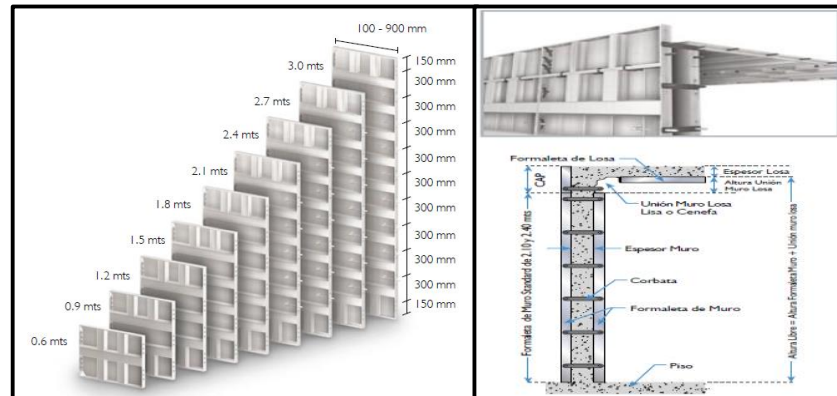 100 - 900 mm
3.0 mts
2.7 mts
2.4 mts
2.1 mts
1.8 mts
1.5 mts
1.2 mts
0.9 mts
0.6 mts
150 mm
300 mm
300 mm
300 mm
300 mm
300 mm
300 mm
300 mm
300 mm
300 mm
150 mm
Formaleta de Losa
CAP
Espesor Losa
Altura Unión
Muro Losa
Unión Muro Losa
Lisa o Cenefa
Espesor Muro
Corbata
Formaleta de Muro
Piso
Formaleta de Muro Standard de 2.10 y 2.40 mts
Altura Libre = Altura Formaleta Muro + Unión muro losa